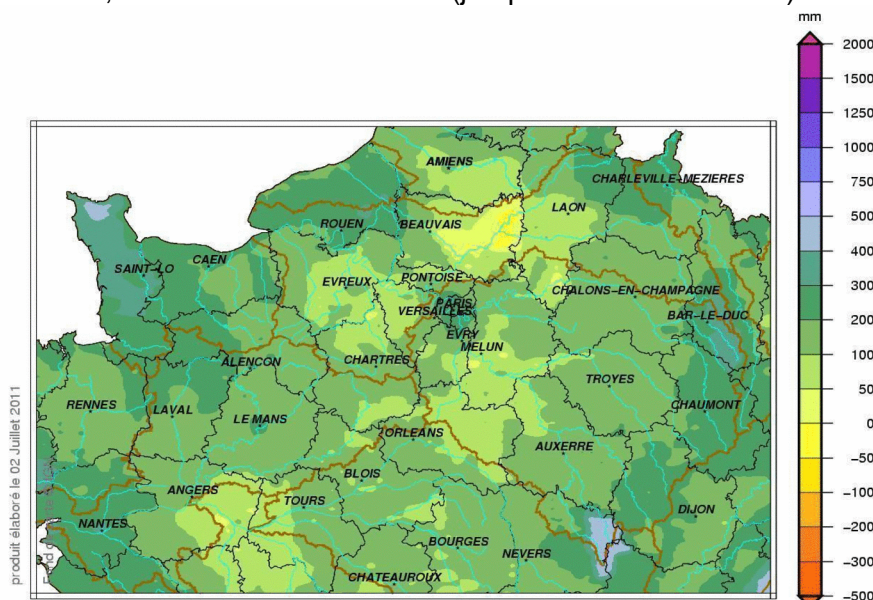 mm
2000
1500
1250
1000
750
500
400
300
200
100
50
0
-50
-100
-200
-300
-500
AMIENS
CHARLEVILLE-MEZIERES
LAON
ROUEN
BEAUVAIS
CAEN
SAINT-LO
EVREUX
PONTOISE
CHALONS-EN-CHAMPAGNE
PARIS
VERSAILLES
BAR-LE-DUC
EVRY
MELUN
ALENCON
CHARTRES
TROYES
RENNES
LAVAL
LE MANS
CHAUMONT
ORLEANS
AUXERRE
BLOIS
ANGERS
TOURS
DIJON
NANTES
BOURGES
NEVERS
CHATEAUROUX
produit élaboré le 02 Juillet 2011